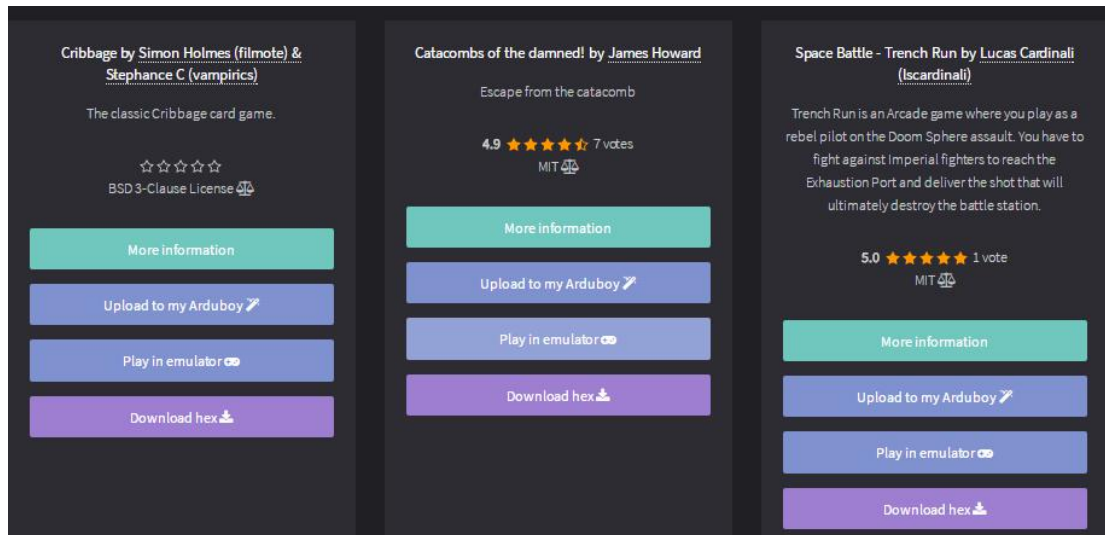 Cribbage by Simon Holmes (filmote) &
Stephance C (vampirics)
The classic Cribbage card game.
BSD 3-Clause License
More information
Upload to my Arduboy
Play in emulator
Download hex
Catacombs of the damned! by James Howard
Escape from the catacomb
4.9 7 votes
MIT
More information
Upload to my Arduboy
Play in emulator
Download hex
Space Battle - Trench Run by Lucas Cardinali
(lscardinali)
Trench Run is an Arcade game where you play as a
rebel pilot on the Doom Sphere assault. You have to
fight against Imperial fighters to reach the
Exhaustion Port and deliver the shot that will
ultimately destroy the battle station.
5.0 1 vote
MIT
More information
Upload to my Arduboy
Play in emulator
Download hex